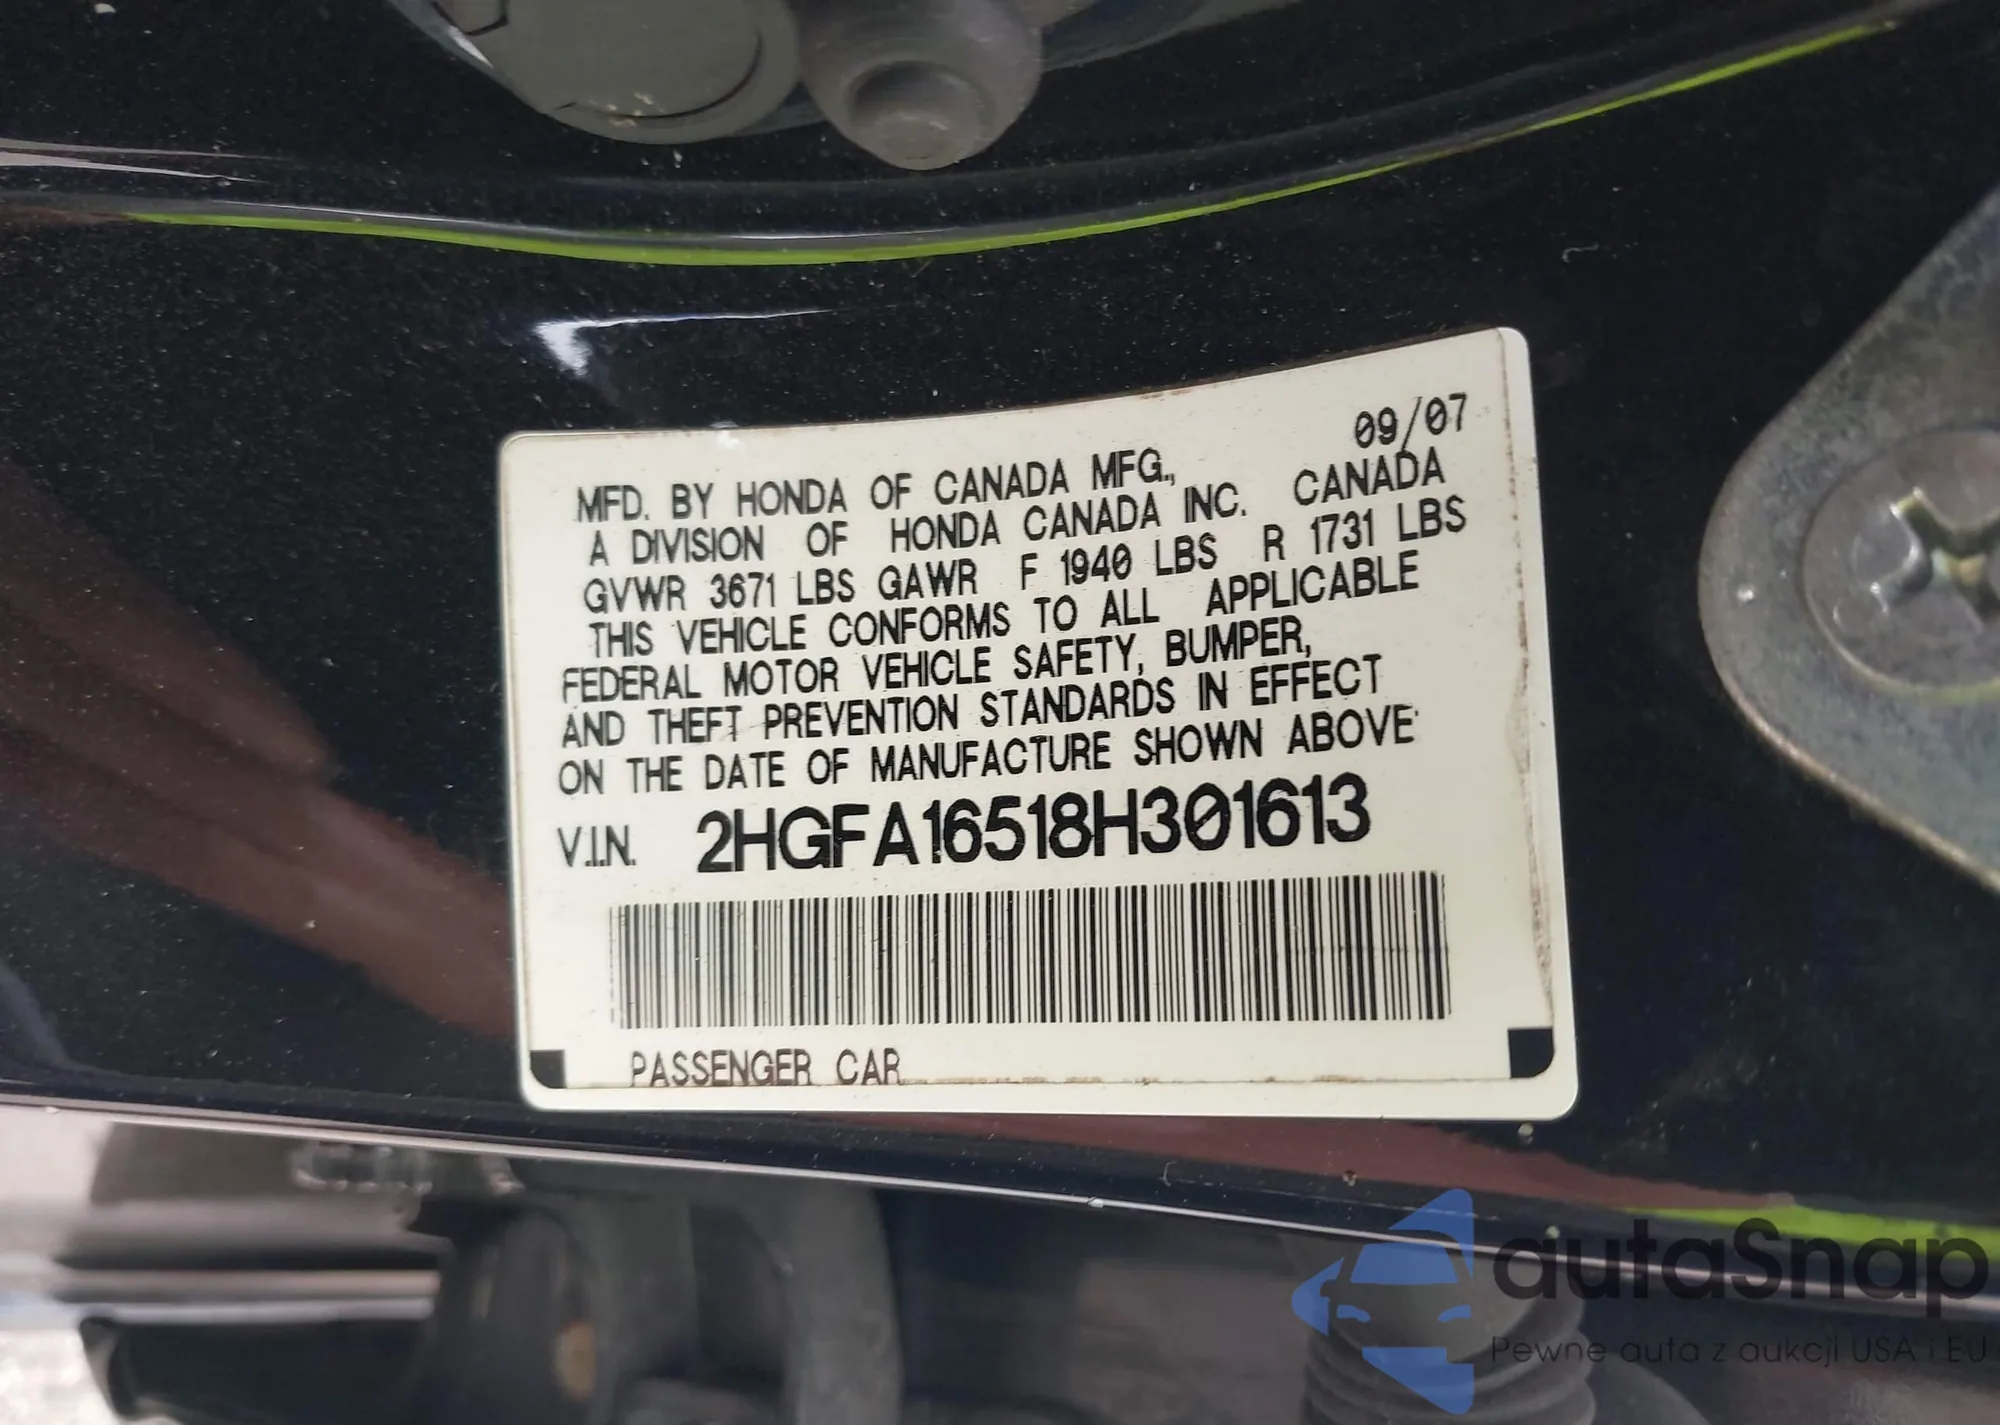 09/07
MFD. BY HONDA OF CANADA MFG.,
A DIVISION OF HONDA CANADA INC. CANADA
GVWR 3671 LBS GAWR F 1940 LBS R 1731 LBS
THIS VEHICLE CONFORMS TO ALL APPLICABLE
FEDERAL MOTOR VEHICLE SAFETY, BUMPER,
AND THEFT PREVENTION STANDARDS IN EFFECT
ON THE DATE OF MANUFACTURE SHOWN ABOVE
V.I.N. 2HGFA16518H301613
PASSENGER CAR
autaSnap
Pewne auta z aukcji USA i EU